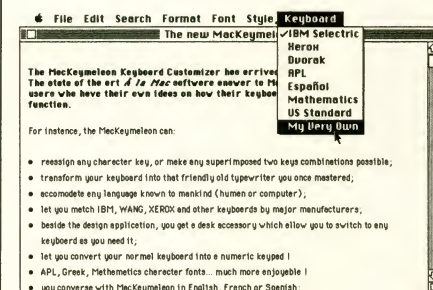 File Edit Search Format Font Style Keyboard
The new MacKeymele
✓IBM Selectric
Xerox
Dvorak
APL
Español
Mathematics
US Standard
My Very Own
The MacKeymeleon Keyboard Customizer has arrive
The state of the art A la Mac software answer to M
users who have their own ideas on how their keyboa
function.
For instance, the MacKeymeleon can:
• reassign any character key, or make any superimposed two keys combinations possible;
• transform your keyboard into that friendly old typewriter you once mastered;
• accomodate any language known to mankind (human or computer);
• let you match IBM, WANG, XEROX and other keyboards by major manufacturers;
• beside the design application, you get a desk accessory which allow you to switch to any
keyboard as you need it;
• let you convert your normal keyboard into a numeric keypad !
• APL, Greek, Mathematics character fonts... much more enjoyable !
• you converse with MacKeymeleon in English, French or Spanish;